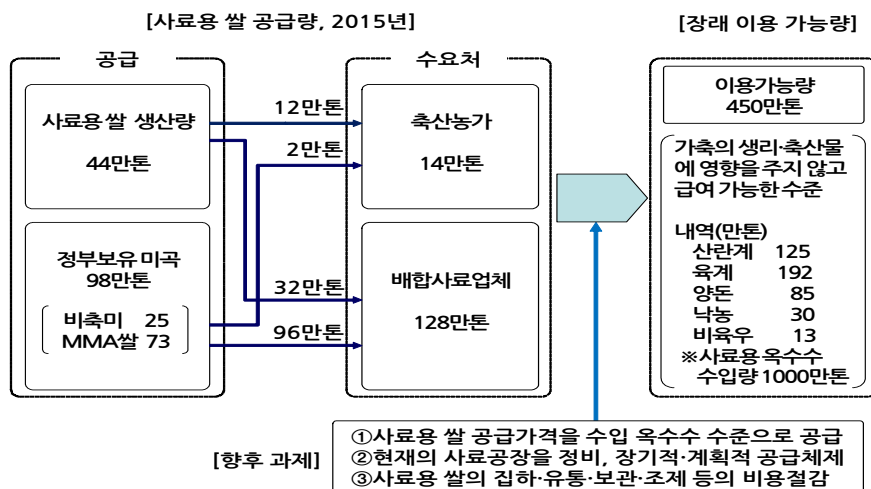 [사료용 쌀 공급량, 2015년]
[장래 이용 가능량]
공급
수요처
사료용 쌀 생산량
44만톤
정부보유 미곡
98만톤
비축미 25
MMA쌀 73
12만톤
2만톤
32만톤
96만톤
축산농가
14만톤
배합사료업체
128만톤
이용가능량
450만톤
가축의 생리·축산물
에 영향을 주지 않고
급여 가능한 수준
내역(만톤)
산란계 125
육계 192
양돈 85
낙농 30
비육우 13
※사료용 옥수수
수입량 1000만톤
[향후 과제]
①사료용 쌀 공급가격을 수입 옥수수 수준으로 공급
②현재의 사료공장을 정비, 장기적·계획적 공급체제
③사료용 쌀의 집하·유통·보관·조제 등의 비용절감